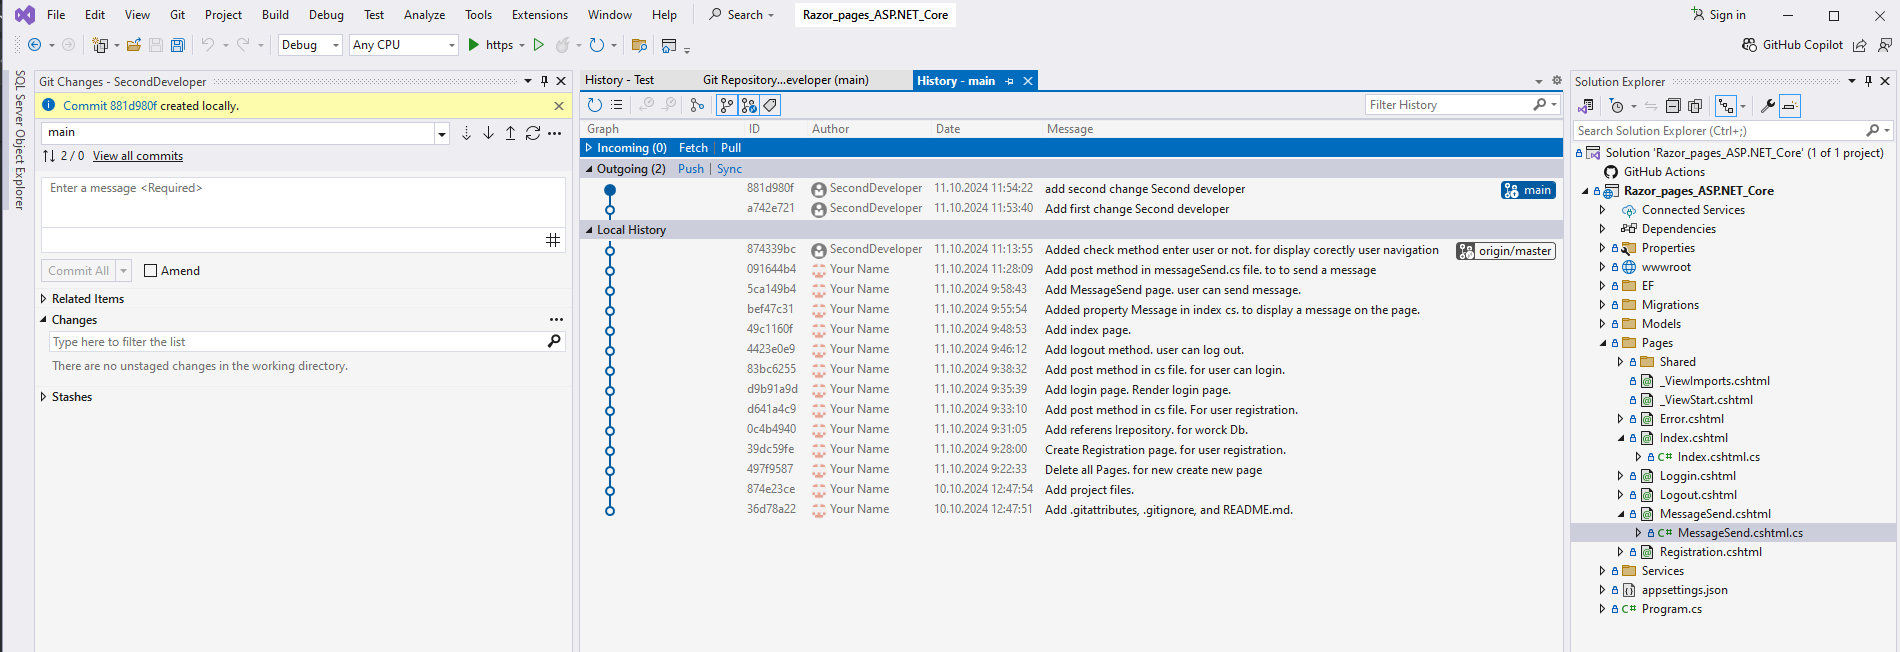 File Edit View Git Project Build Debug Test Analyze Tools Extensions Window Help Search Razor_pages_ASP.NET_Core Sign in
Debug Any CPU https GitHub Copilot
SQL Server Object Explorer
Git Changes - SecondDeveloper
Commit 881d980f created locally.
main
2 / 0 View all commits
Enter a message <Required>
Commit All Amend
Related Items
Changes
Type here to filter the list
There are no unstaged changes in the working directory.
Stashes
History - Test Git Repository...eveloper (main) History - main
Filter History
Graph ID Author Date Message
Incoming (0) Fetch Pull
Outgoing (2) Push Sync
881d980f SecondDeveloper 11.10.2024 11:54:22 add second change Second developer main
a742e721 SecondDeveloper 11.10.2024 11:53:40 Add first change Second developer
Local History
874339bc SecondDeveloper 11.10.2024 11:13:55 Added check method enter user or not. for display corectly user navigation origin/master
091644b4 Your Name 11.10.2024 11:28:09 Add post method in messageSend.cs file. to to send a message
5ca149b4 Your Name 11.10.2024 9:58:43 Add MessageSend page. user can send message.
bef47c31 Your Name 11.10.2024 9:55:54 Added property Message in index cs. to display a message on the page.
49c1160f Your Name 11.10.2024 9:48:53 Add index page.
4423e0e9 Your Name 11.10.2024 9:46:12 Add logout method. user can log out.
83bc6255 Your Name 11.10.2024 9:38:32 Add post method in cs file. for user can login.
d9b91a9d Your Name 11.10.2024 9:35:39 Add login page. Render login page.
d641a4c9 Your Name 11.10.2024 9:33:10 Add post method in cs file. For user registration.
0c4b4940 Your Name 11.10.2024 9:31:05 Add referens Irepository. for worck Db.
39dc59fe Your Name 11.10.2024 9:28:00 Create Registration page. for user registration.
497f9587 Your Name 11.10.2024 9:22:33 Delete all Pages. for new create new page
874e23ce Your Name 10.10.2024 12:47:54 Add project files.
36d78a22 Your Name 10.10.2024 12:47:51 Add .gitattributes, .gitignore, and README.md.
Solution Explorer
Search Solution Explorer (Ctrl+;)
Solution 'Razor_pages_ASP.NET_Core' (1 of 1 project)
GitHub Actions
Razor_pages_ASP.NET_Core
Connected Services
Dependencies
Properties
wwwroot
EF
Migrations
Models
Pages
Shared
_ViewImports.cshtml
_ViewStart.cshtml
Error.cshtml
Index.cshtml
C# Index.cshtml.cs
Loggin.cshtml
Logout.cshtml
MessageSend.cshtml
C# MessageSend.cshtml.cs
Registration.cshtml
Services
appsettings.json
C# Program.cs